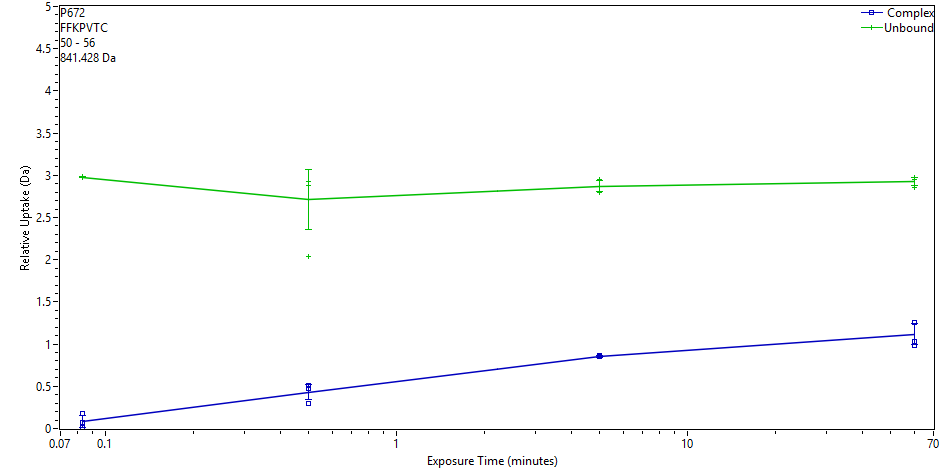 P672
FFKPVTC
50 - 56
841.428 Da
Complex
Unbound
5
4.5
4
3.5
3
2.5
2
1.5
1
0.5
0
Relative Uptake (Da)
0.07 0.1 1 10 70
Exposure Time (minutes)